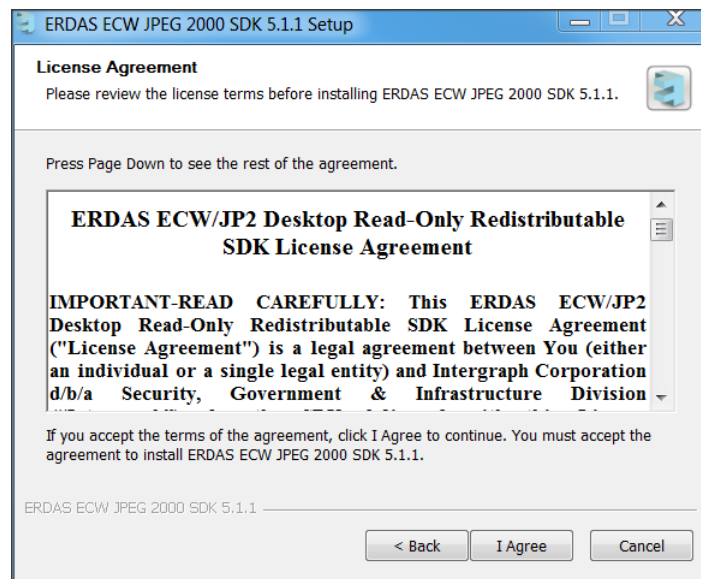 ERDAS ECW JPEG 2000 SDK 5.1.1 Setup
License Agreement
Please review the license terms before installing ERDAS ECW JPEG 2000 SDK 5.1.1.
Press Page Down to see the rest of the agreement.
ERDAS ECW/JP2 Desktop Read-Only Redistributable
SDK License Agreement
IMPORTANT-READ CAREFULLY: This ERDAS ECW/JP2
Desktop Read-Only Redistributable SDK License Agreement
("License Agreement") is a legal agreement between You (either
an individual or a single legal entity) and Intergraph Corporation
d/b/a Security, Government & Infrastructure Division
If you accept the terms of the agreement, click I Agree to continue. You must accept the
agreement to install ERDAS ECW JPEG 2000 SDK 5.1.1.
ERDAS ECW JPEG 2000 SDK 5.1.1
< Back
I Agree
Cancel